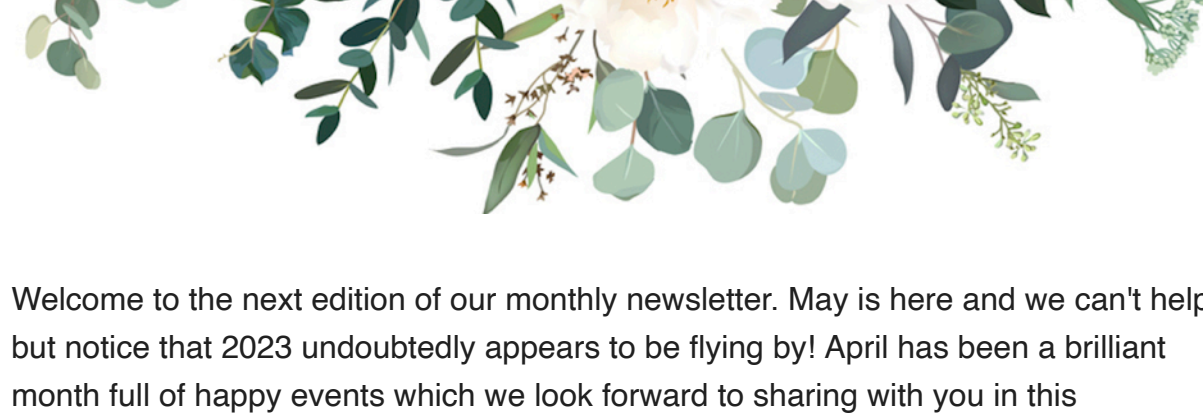 Welcome to the next edition of our monthly newsletter. May is here and we can't help
but notice that 2023 undoubtedly appears to be flying by! April has been a brilliant
month full of happy events which we look forward to sharing with you in this